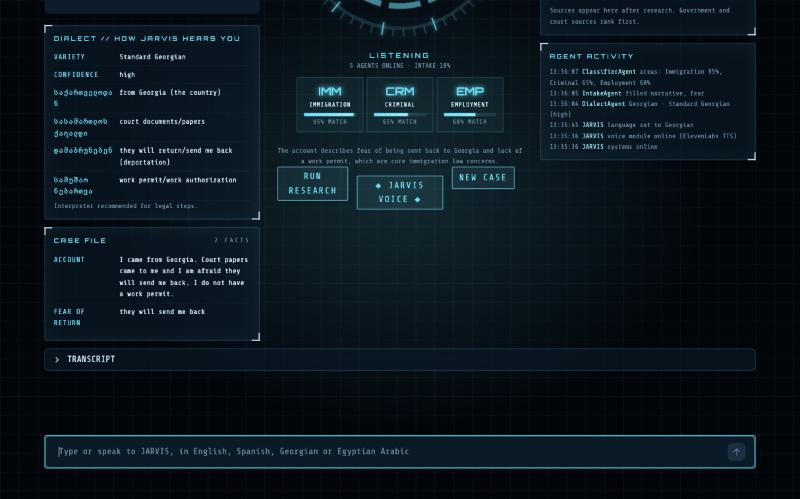 DIALECT // HOW JARVIS HEARS YOU
VARIETY Standard Georgian
CONFIDENCE high
საქართველოდა
ნ
from Georgia (the country)
სასამართლოს
ქაღალდი
court documents/papers
დამაბრუნებენ they will return/send me back
(deportation)
სამუშაო
ნებართვა
work permit/work authorization
Interpreter recommended for legal steps.
CASE FILE 2 FACTS
ACCOUNT I came from Georgia. Court papers
came to me and I am afraid they
will send me back. I do not have
a work permit.
FEAR OF
RETURN
they will send me back
LISTENING
5 AGENTS ONLINE · INTAKE 18%
IMM
IMMIGRATION
95% MATCH
CRM
CRIMINAL
65% MATCH
EMP
EMPLOYMENT
60% MATCH
The account describes fear of being sent back to Georgia and lack of
a work permit, which are core immigration law concerns.
RUN
RESEARCH
◆ JARVIS
VOICE ◆
NEW CASE
Sources appear here after research. Government and
court sources rank first.
AGENT ACTIVITY
13:36:07 ClassifierAgent areas: Immigration 95%,
Criminal 65%, Employment 60%
13:36:05 IntakeAgent filled narrative, fear
13:36:04 DialectAgent Georgian · Standard Georgian
(high)
13:35:45 JARVIS language set to Georgian
13:35:36 JARVIS voice module online (ElevenLabs TTS)
13:35:36 JARVIS systems online
› TRANSCRIPT
Type or speak to JARVIS, in English, Spanish, Georgian or Egyptian Arabic